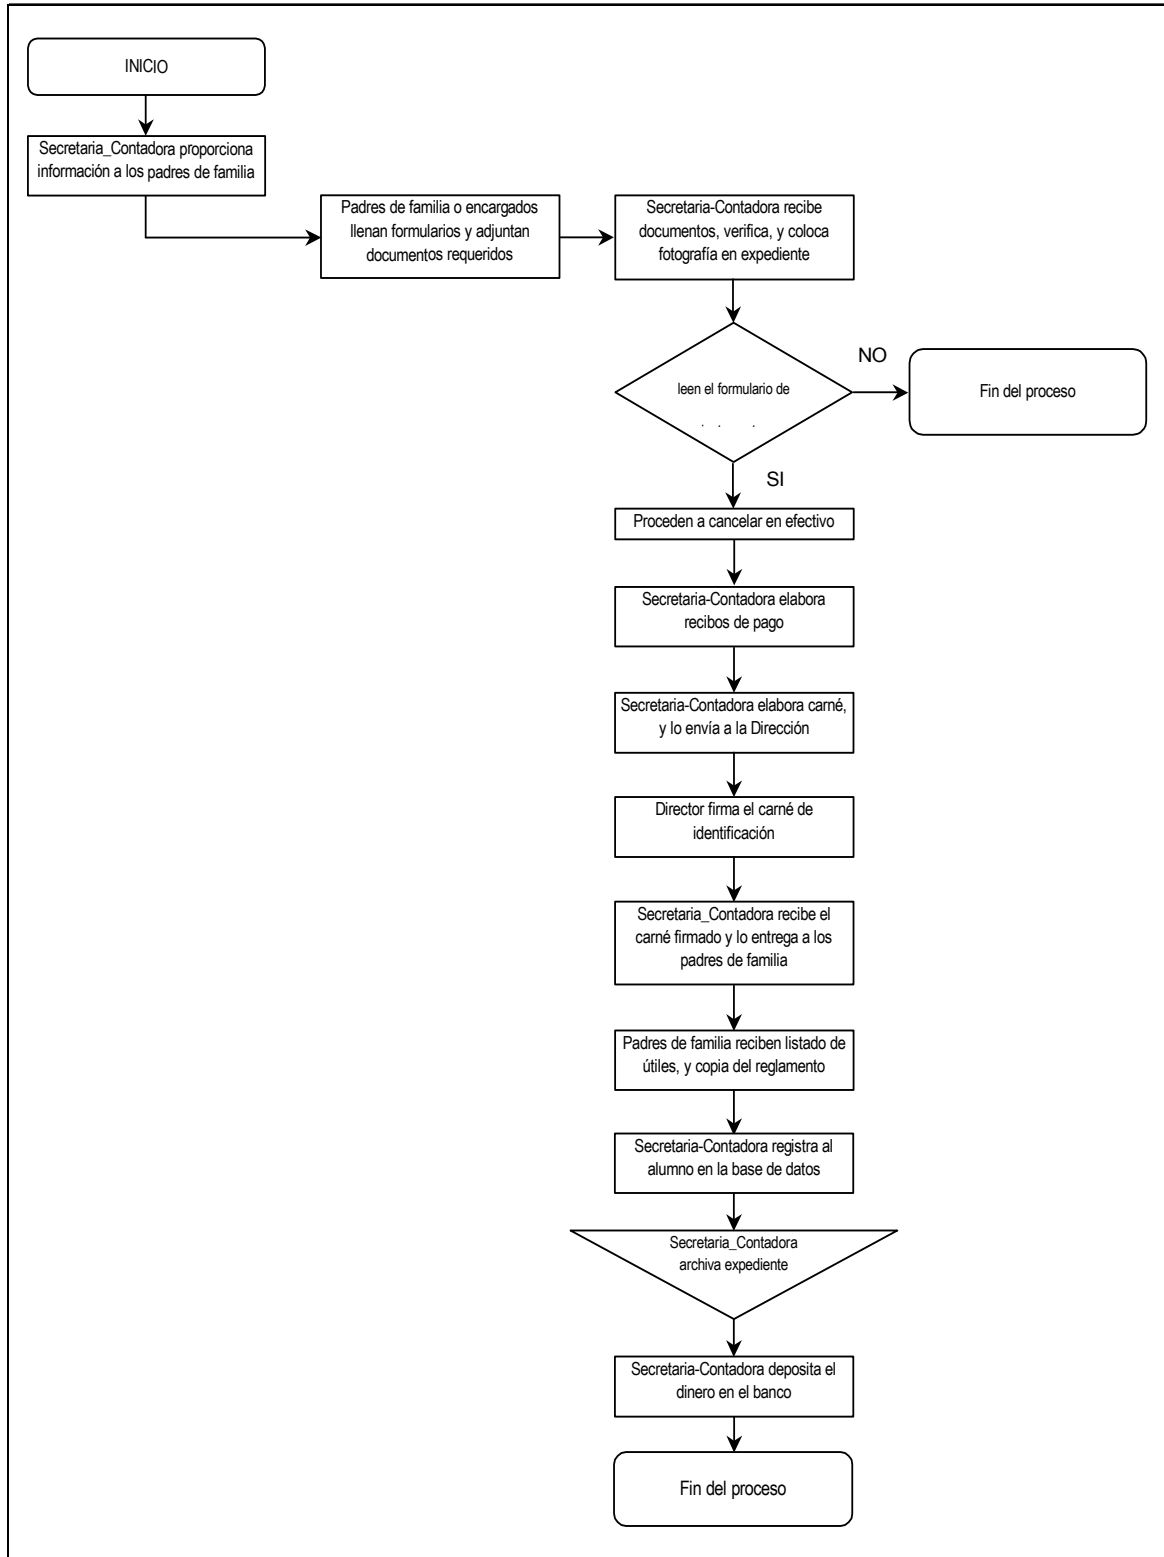 INICIO
Secretaria_Contadora proporciona
información a los padres de familia
Padres de familia o encargados
llenan formularios y adjuntan
documentos requeridos
Secretaria-Contadora recibe
documentos, verifica, y coloca
fotografía en expediente
leen el formulario de
NO
Fin del proceso
SI
Proceden a cancelar en efectivo
Secretaria-Contadora elabora
recibos de pago
Secretaria-Contadora elabora carné,
y lo envía a la Dirección
Director firma el carné de
identificación
Secretaria_Contadora recibe el
carné firmado y lo entrega a los
padres de familia
Padres de familia reciben listado de
útiles, y copia del reglamento
Secretaria-Contadora registra al
alumno en la base de datos
Secretaria_Contadora
archiva expediente
Secretaria-Contadora deposita el
dinero en el banco
Fin del proceso